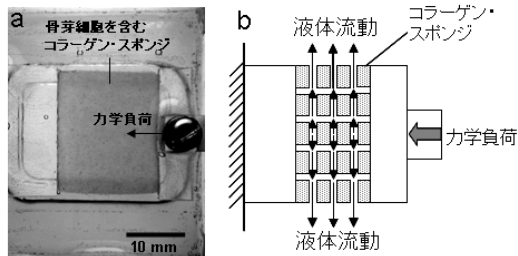 a
骨芽細胞を含む
コラーゲン・スポンジ
力学負荷
10 mm
b
液体流動
コラーゲン・
スポンジ
力学負荷
液体流動